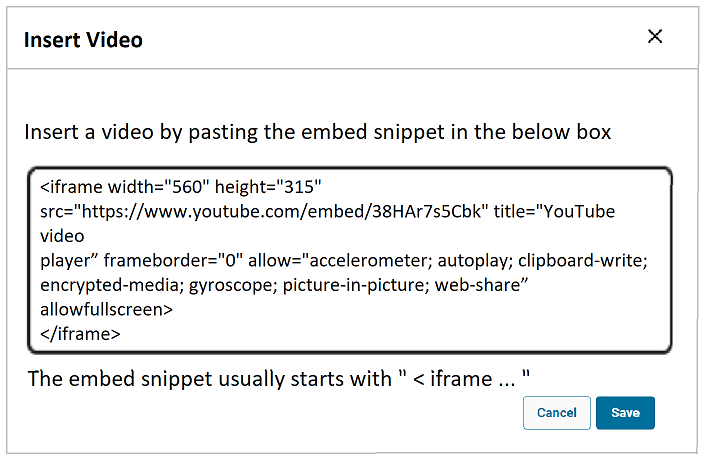 Insert Video
Insert a video by pasting the embed snippet in the below box
<iframe width="560" height="315"
src="https://www.youtube.com/embed/38HAr7s5Cbk" title="YouTube
video
player” frameborder="0" allow="accelerometer; autoplay; clipboard-write;
encrypted-media; gyroscope; picture-in-picture; web-share”
allowfullscreen>
</iframe>
The embed snippet usually starts with " < iframe ... "
Cancel Save